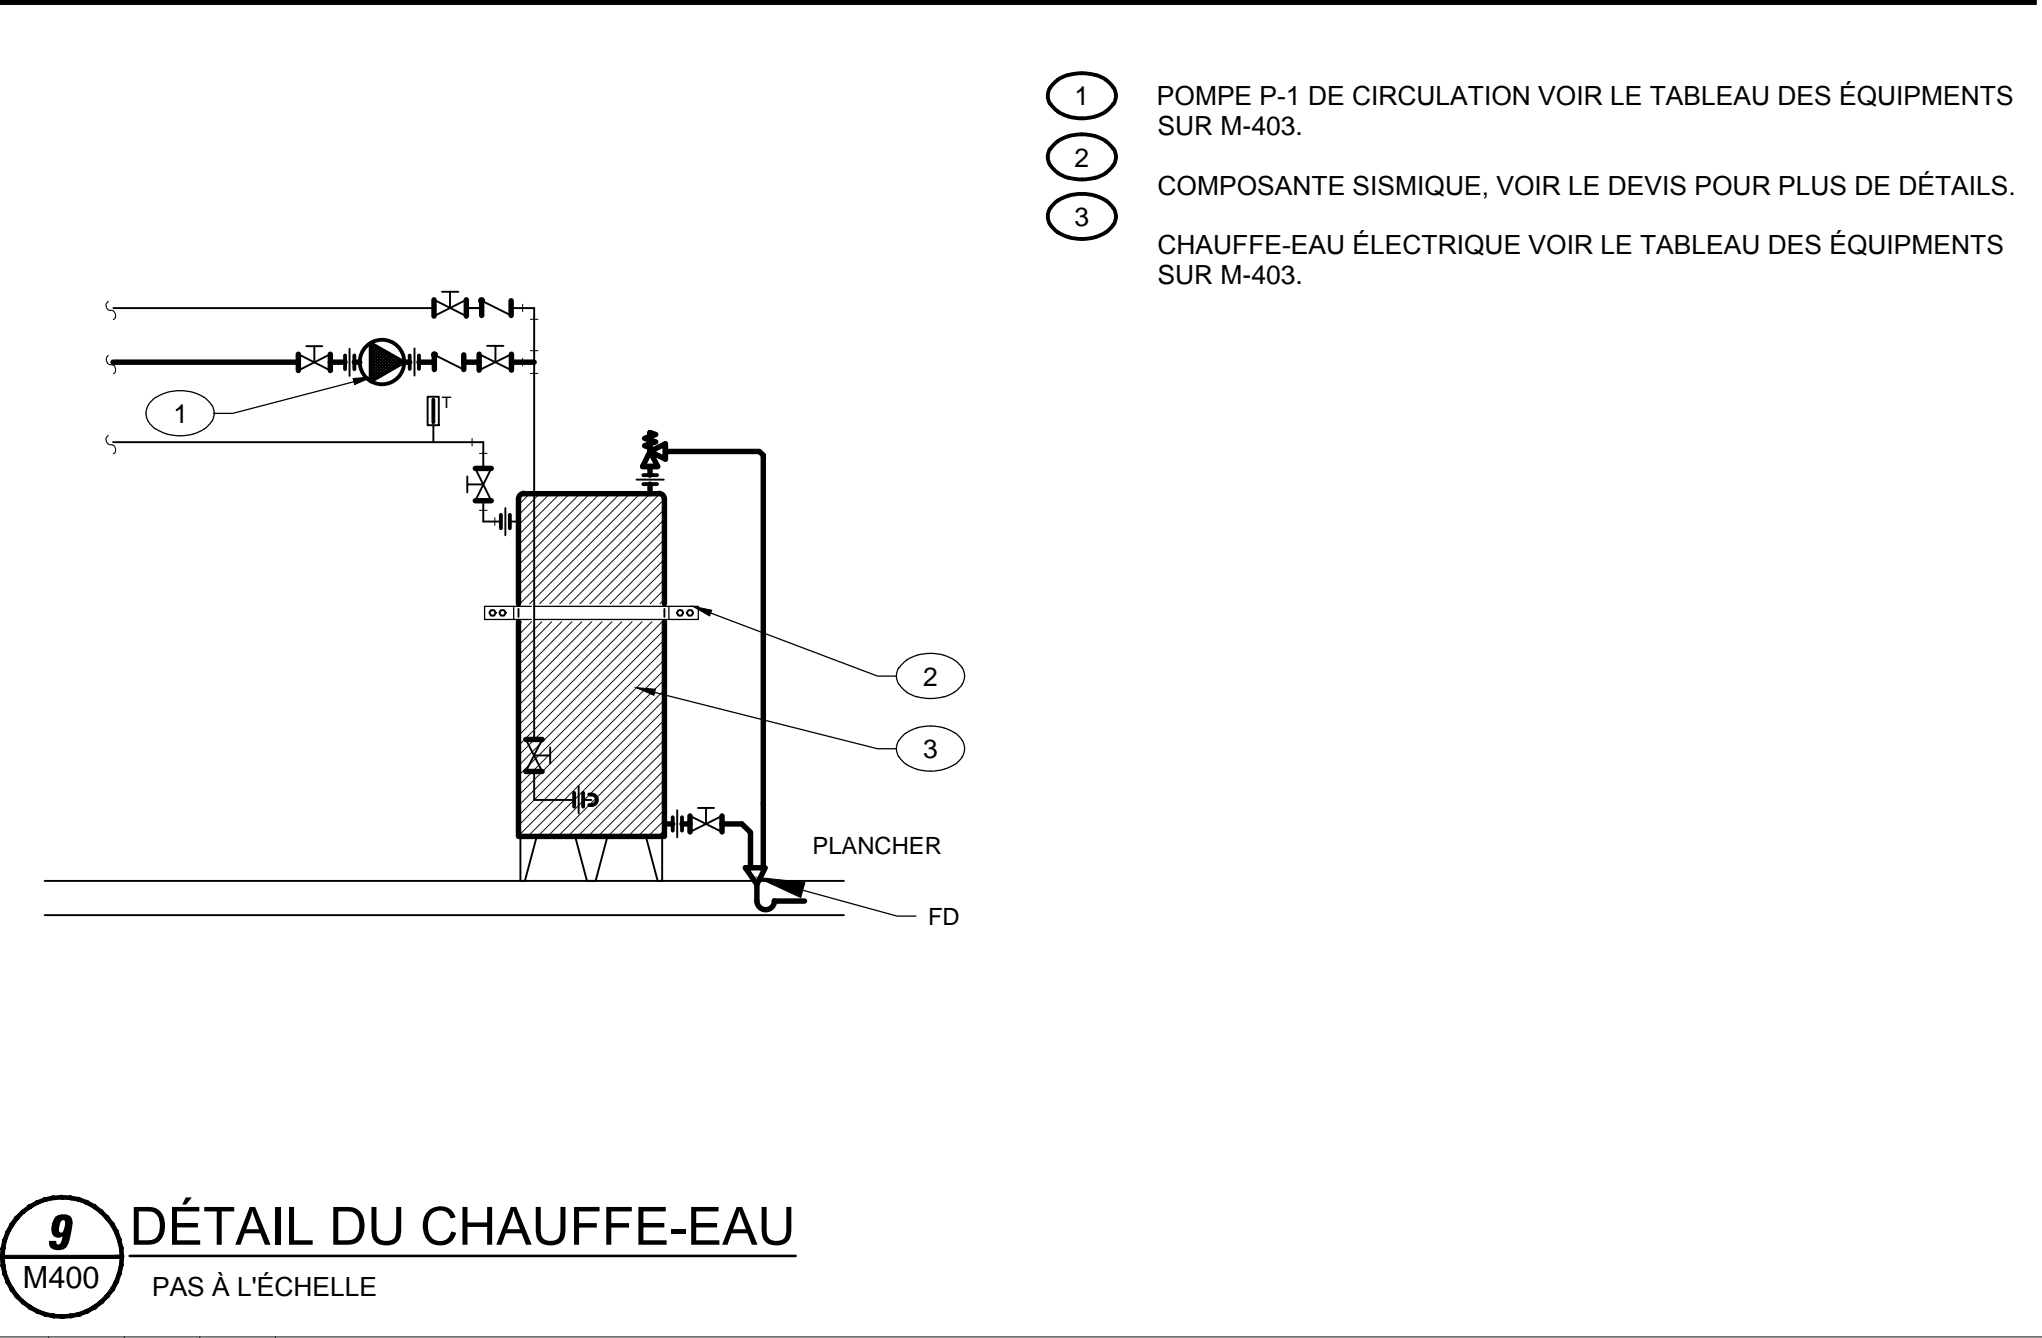 1 POMPE P-1 DE CIRCULATION VOIR LE TABLEAU DES ÉQUIPMENTS
SUR M-403.
2
COMPOSANTE SISMIQUE, VOIR LE DEVIS POUR PLUS DE DÉTAILS.
3
CHAUFFE-EAU ÉLECTRIQUE VOIR LE TABLEAU DES ÉQUIPMENTS
SUR M-403.
T
1
2
3
PLANCHER
FD
9
M400
DÉTAIL DU CHAUFFE-EAU
PAS À L'ÉCHELLE